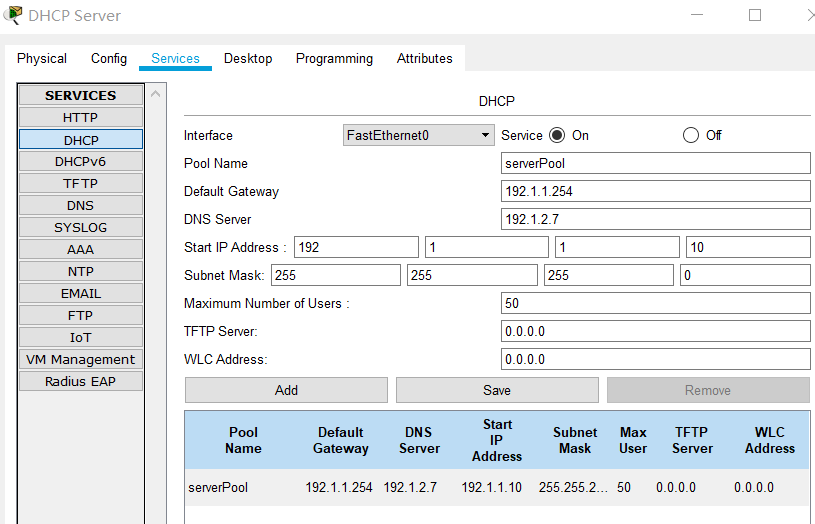 DHCP Server
Physical Config Services Desktop Programming Attributes
SERVICES
HTTP
DHCP
DHCPv6
TFTP
DNS
SYSLOG
AAA
NTP
EMAIL
FTP
IoT
VM Management
Radius EAP
DHCP
Interface FastEthernet0 Service On Off
Pool Name serverPool
Default Gateway 192.1.1.254
DNS Server 192.1.2.7
Start IP Address : 192 1 1 10
Subnet Mask: 255 255 255 0
Maximum Number of Users : 50
TFTP Server: 0.0.0.0
WLC Address: 0.0.0.0
Add Save Remove
Pool Name Default Gateway DNS Server Start IP Address Subnet Mask Max User TFTP Server WLC Address
serverPool 192.1.1.254 192.1.2.7 192.1.1.10 255.255.2... 50 0.0.0.0 0.0.0.0